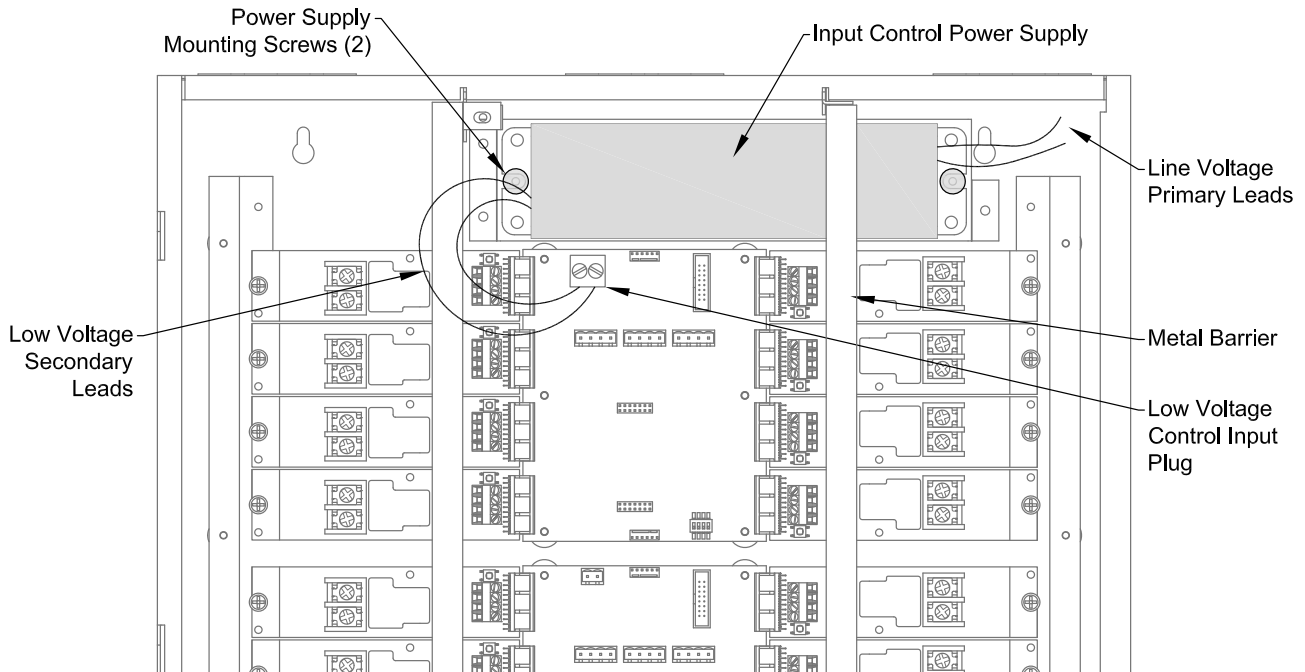 Power Supply
Mounting Screws (2)
Input Control Power Supply
Line Voltage
Primary Leads
Low Voltage
Secondary
Leads
Metal Barrier
Low Voltage
Control Input
Plug